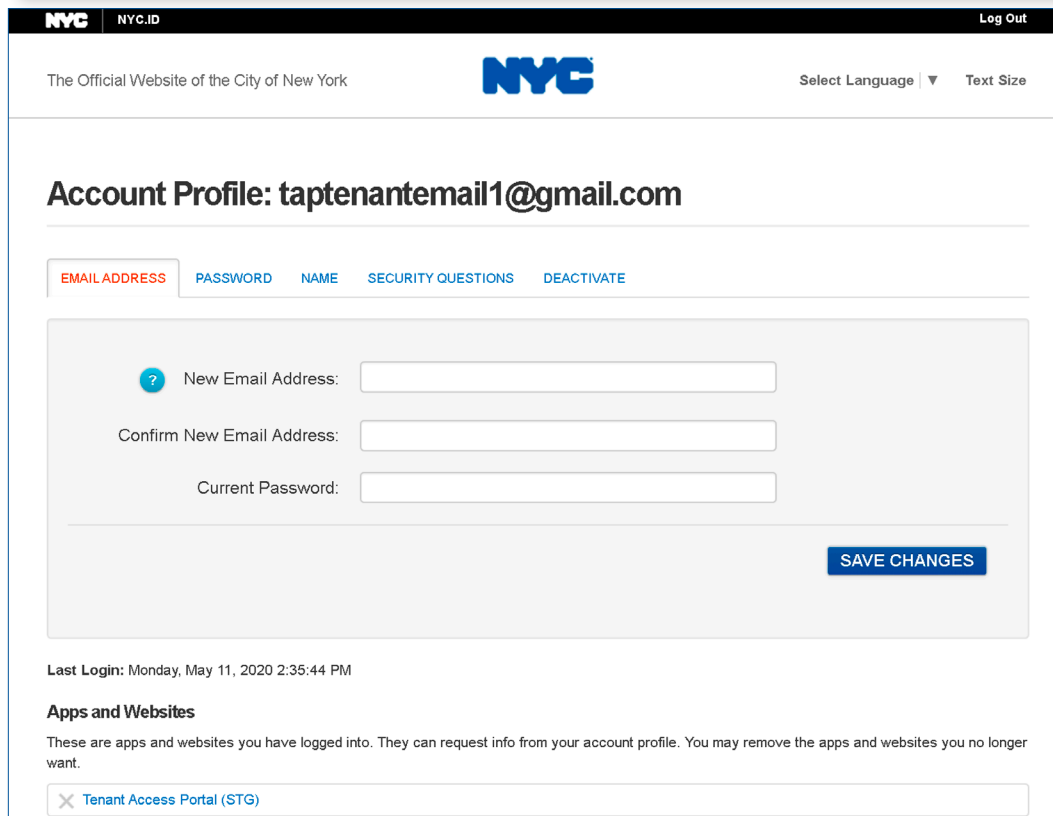 NYC NYC.ID Log Out
The Official Website of the City of New York NYC Select Language ▼ Text Size
Account Profile: taptenantemail1@gmail.com
EMAIL ADDRESS PASSWORD NAME SECURITY QUESTIONS DEACTIVATE
? New Email Address:
Confirm New Email Address:
Current Password:
SAVE CHANGES
Last Login: Monday, May 11, 2020 2:35:44 PM
Apps and Websites
These are apps and websites you have logged into. They can request info from your account profile. You may remove the apps and websites you no longer
want.
Tenant Access Portal (STG)